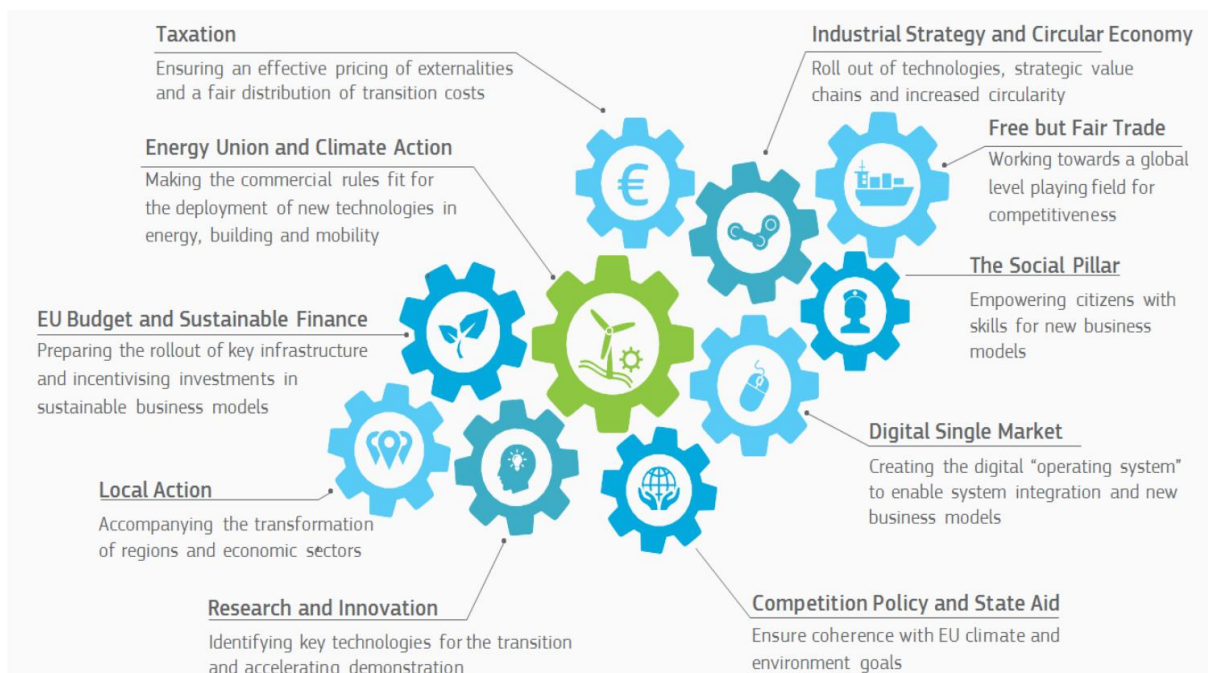 Taxation
Ensuring an effective pricing of externalities
and a fair distribution of transition costs
Industrial Strategy and Circular Economy
Roll out of technologies, strategic value
chains and increased circularity
Free but Fair Trade
Working towards a global
level playing field for
competitiveness
Energy Union and Climate Action
Making the commercial rules fit for
the deployment of new technologies in
energy, building and mobility
€
The Social Pillar
Empowering citizens with
skills for new business
models
EU Budget and Sustainable Finance
Preparing the rollout of key infrastructure
and incentivising investments in
sustainable business models
Digital Single Market
Creating the digital “operating system”
to enable system integration and new
business models
Local Action
Accompanying the transformation
of regions and economic sectors
Research and Innovation
Identifying key technologies for the transition
and accelerating demonstration
Competition Policy and State Aid
Ensure coherence with EU climate and
environment goals